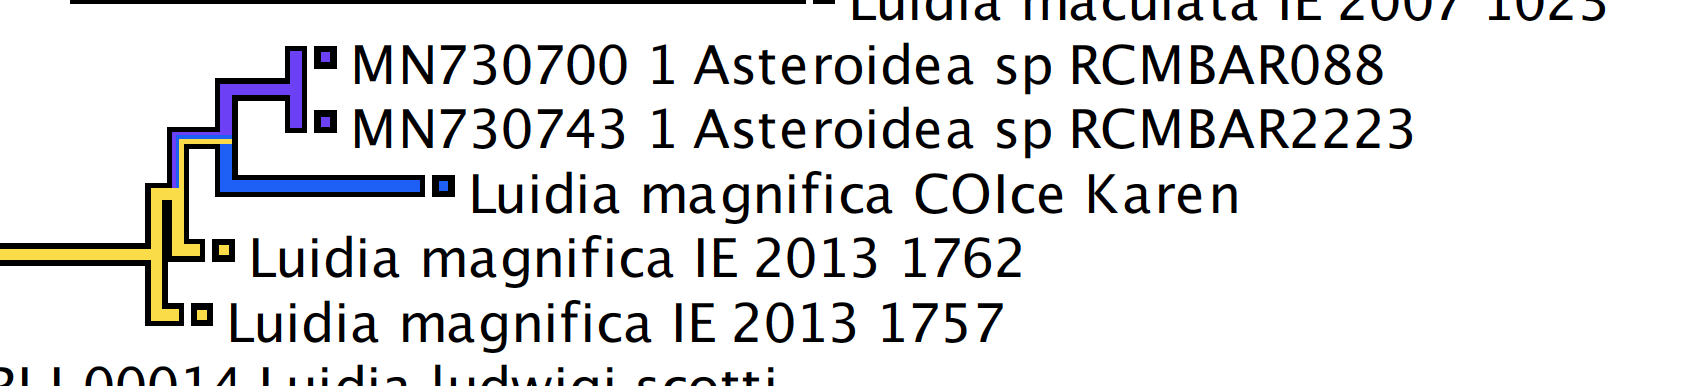 Luidia maculata IE 2007 1025
MN730700 1 Asteroidea sp RCMBAR088
MN730743 1 Asteroidea sp RCMBAR2223
Luidia magnifica COIce Karen
Luidia magnifica IE 2013 1762
Luidia magnifica IE 2013 1757
00014 Luidia ludwigi scotti